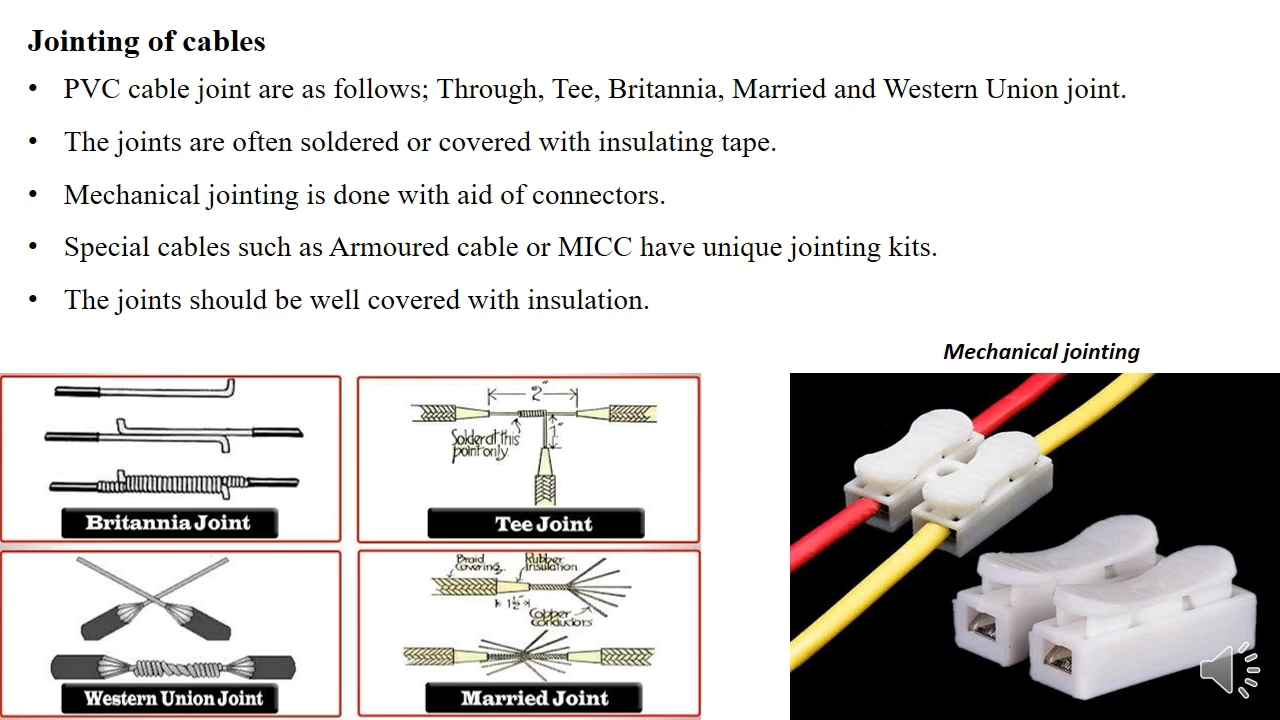 Jointing of cables
• PVC cable joint are as follows; Through, Tee, Britannia, Married and Western Union joint.
• The joints are often soldered or covered with insulating tape.
• Mechanical jointing is done with aid of connectors.
• Special cables such as Armoured cable or MICC have unique jointing kits.
• The joints should be well covered with insulation.
Mechanical jointing
Britannia Joint
2"
1"
Solder at this
point only.
Tee Joint
Western Union Joint
Braid
Covering
Rubber
Insulation
1½"
Copper
Conductors
Married Joint